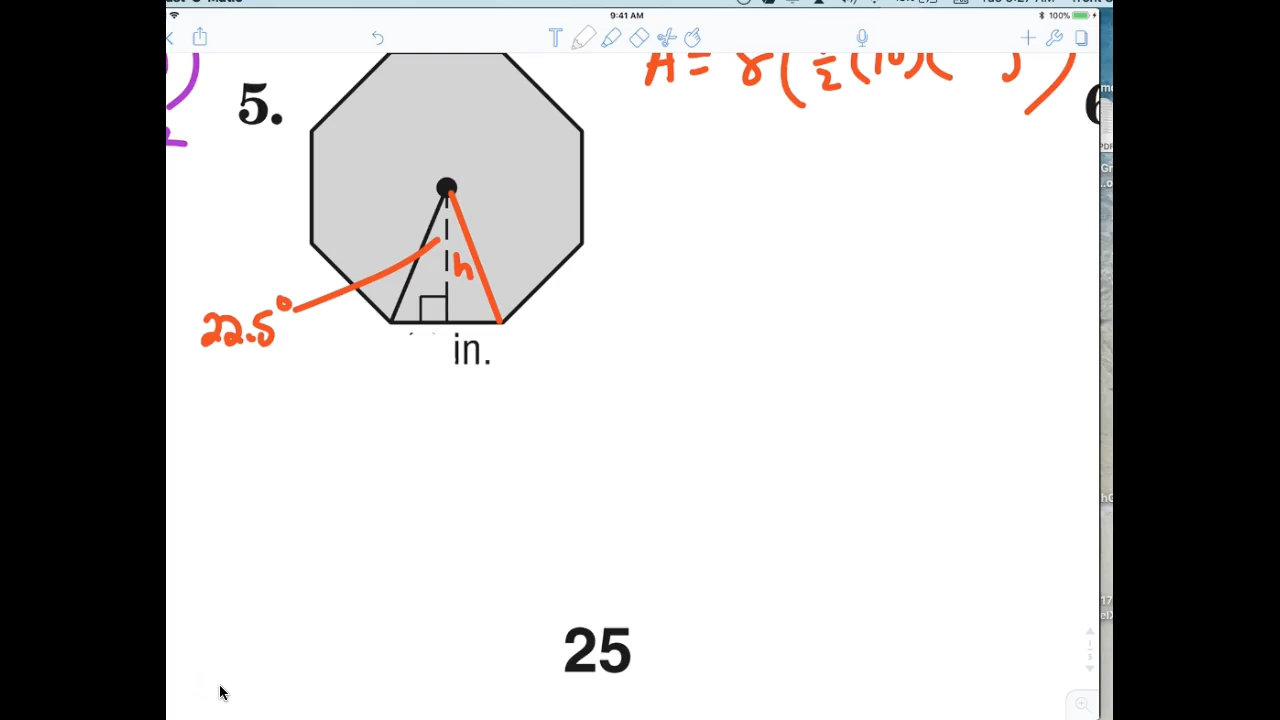 9:41 AM
100%
5.
A = 8(½(10)( )
h
22.5°
in.
25